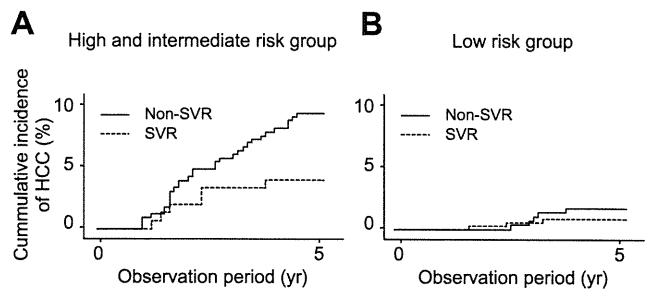 A
High and intermediate risk group
Cummulative incidence
of HCC (%)
10
5
0
Non-SVR
SVR
0
5
Observation period (yr)
B
Low risk group
10
5
0
Non-SVR
SVR
0
5
Observation period (yr)